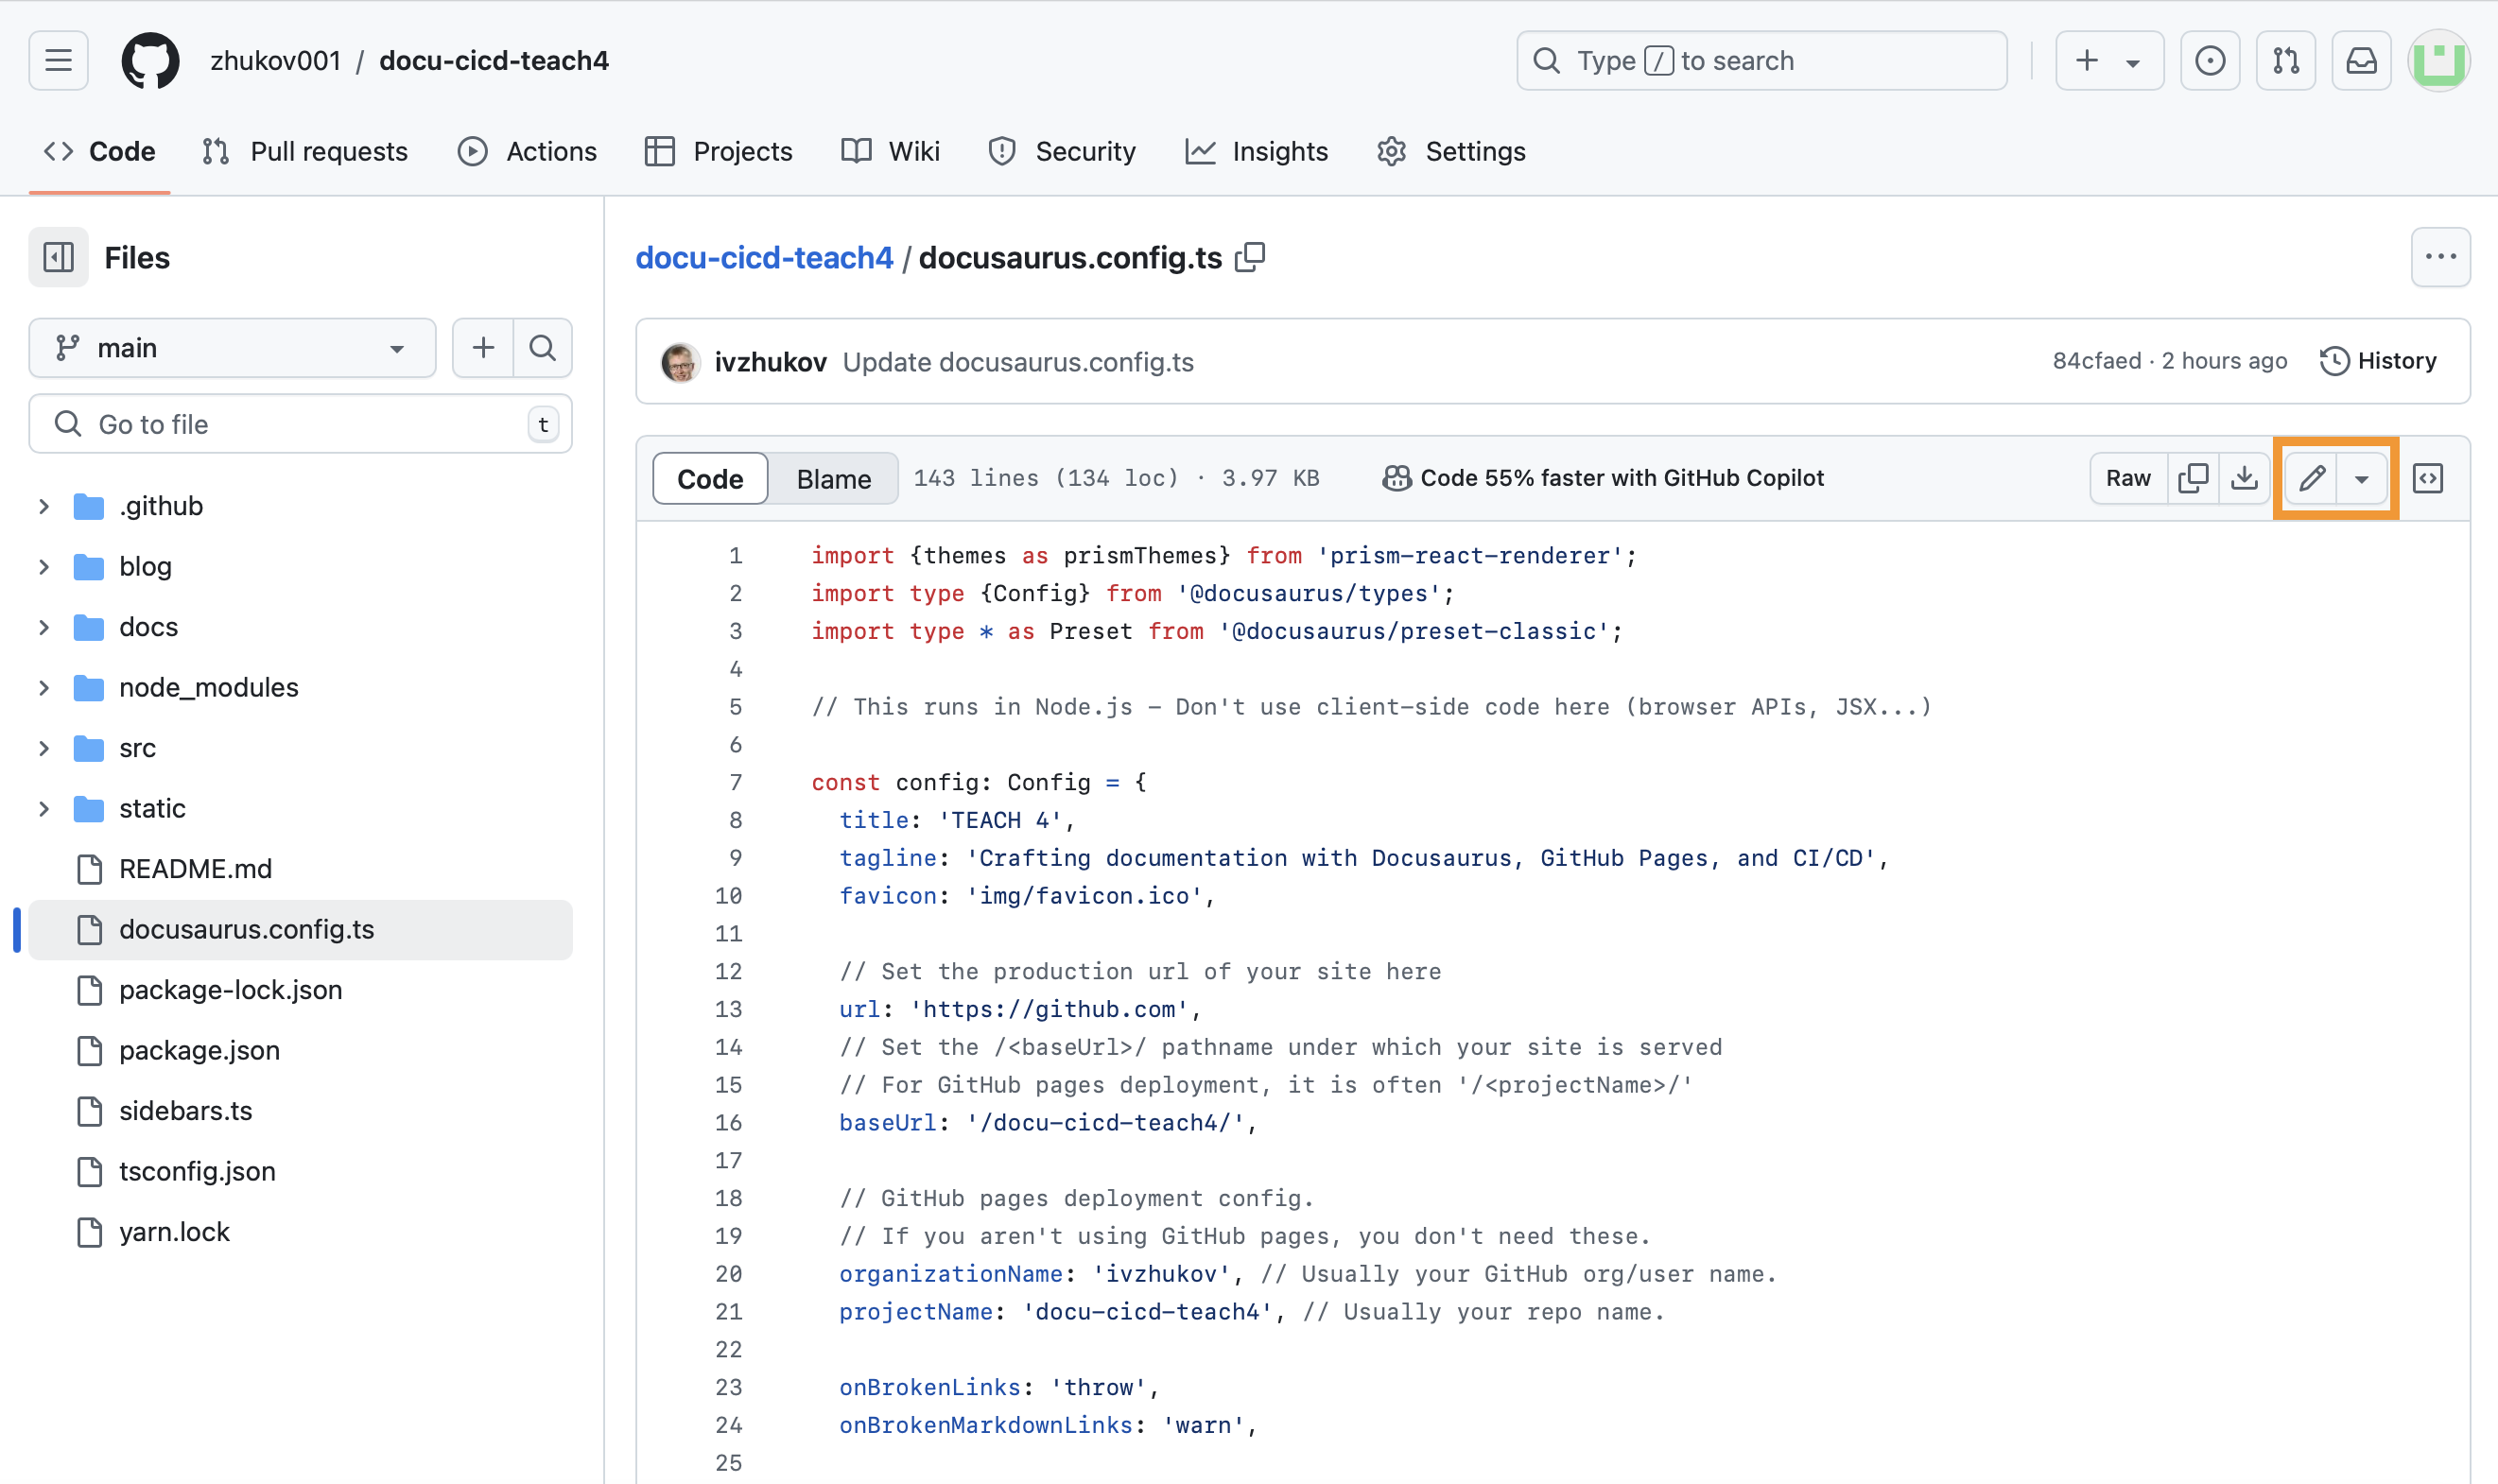 zhukov001 / docu-cicd-teach4
Type / to search
Code Pull requests Actions Projects Wiki Security Insights Settings
Files
main
Go to file t
.github
blog
docs
node_modules
src
static
README.md
docusaurus.config.ts
package-lock.json
package.json
sidebars.ts
tsconfig.json
yarn.lock
docu-cicd-teach4 / docusaurus.config.ts
ivzhukov Update docusaurus.config.ts 84cfaed · 2 hours ago History
Code Blame 143 lines (134 loc) · 3.97 KB Code 55% faster with GitHub Copilot Raw
1 import {themes as prismThemes} from 'prism-react-renderer';
2 import type {Config} from '@docusaurus/types';
3 import type * as Preset from '@docusaurus/preset-classic';
4
5 // This runs in Node.js - Don't use client-side code here (browser APIs, JSX...)
6
7 const config: Config = {
8 title: 'TEACH 4',
9 tagline: 'Crafting documentation with Docusaurus, GitHub Pages, and CI/CD',
10 favicon: 'img/favicon.ico',
11
12 // Set the production url of your site here
13 url: 'https://github.com',
14 // Set the /<baseUrl>/ pathname under which your site is served
15 // For GitHub pages deployment, it is often '/<projectName>/'
16 baseUrl: '/docu-cicd-teach4/',
17
18 // GitHub pages deployment config.
19 // If you aren't using GitHub pages, you don't need these.
20 organizationName: 'ivzhukov', // Usually your GitHub org/user name.
21 projectName: 'docu-cicd-teach4', // Usually your repo name.
22
23 onBrokenLinks: 'throw',
24 onBrokenMarkdownLinks: 'warn',
25